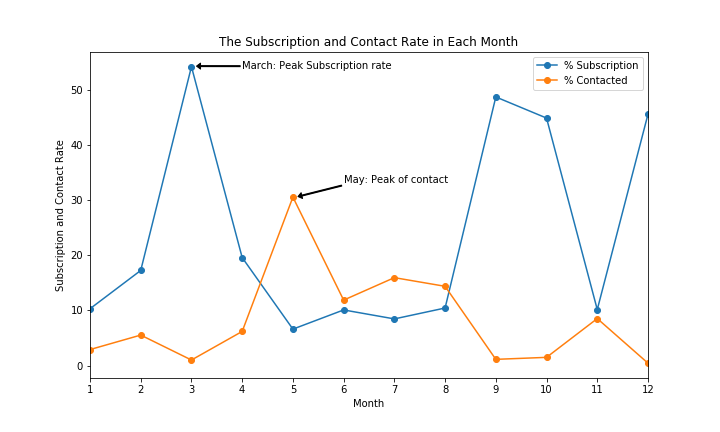 The Subscription and Contact Rate in Each Month
% Subscription
% Contacted
March: Peak Subscription rate
May: Peak of contact
Subscription and Contact Rate
50
40
30
20
10
0
1 2 3 4 5 6 7 8 9 10 11 12
Month